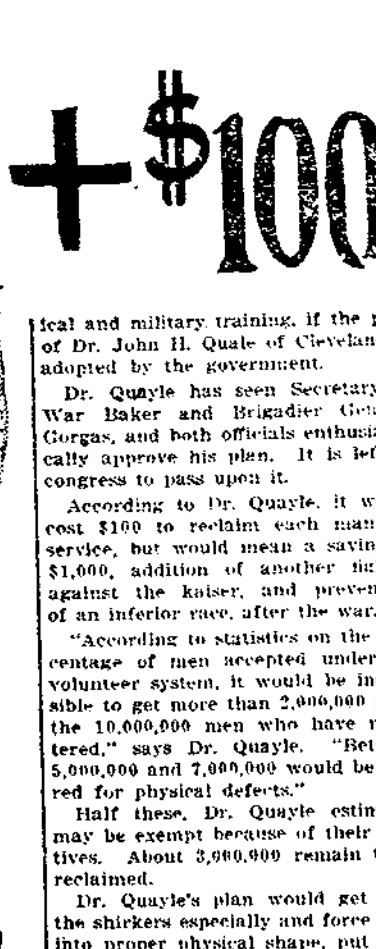 + $100
ical and military training, if the
of Dr. John H. Quale of Clevelan
adopted by the government.
Dr. Quayle has seen Secretary
War Baker and Brigadier Gen
Gorgas, and both officials enthusia
cally approve his plan. It is lef
congress to pass upon it.
According to Dr. Quayle, it w
cost $100 to reclaim each man
service, but would mean a savin
$1,000, addition of another
against the kaiser, and preven
of an inferior race, after the war.
"According to statistics on the
centage of men accepted under
volunteer system, it would be im
sible to get more than 2,000,000
the 10,000,000 men who have r
tered," says Dr. Quayle. "Bet
5,000,000 and 7,000,000 would be
red for physical defects."
Half these, Dr. Quayle estim
may be exempt because of their
tives. About 3,000,000 remain t
reclaimed.
Dr. Quayle's plan would get
the shirkers especially and force
into proper physical shape, put